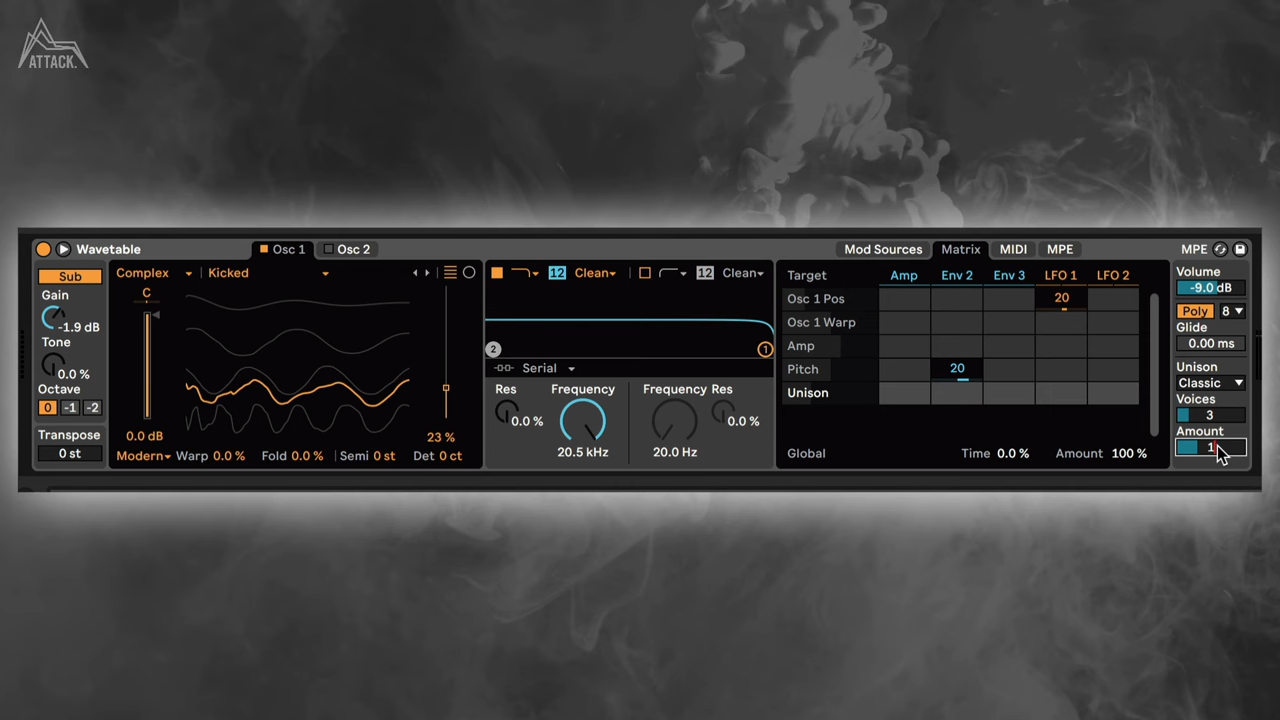 ATTACK.
Wavetable
Osc 1
Osc 2
Mod Sources
Matrix
MIDI
MPE
MPE
Sub
Gain
-1.9 dB
Tone
0.0 %
Octave
0 -1 -2
Transpose
0 st
Complex
Kicked
C
0.0 dB
23 %
Modern
Warp 0.0 %
Fold 0.0 %
Semi 0 st
Det 0 ct
12 Clean
12 Clean
2
1
Serial
Res
0.0 %
Frequency
20.5 kHz
Frequency
20.0 Hz
Res
0.0 %
Target Amp Env 2 Env 3 LFO 1 LFO 2
Osc 1 Pos 20
Osc 1 Warp
Amp
Pitch 20
Unison
Global
Time 0.0 %
Amount 100 %
Volume
-9.0 dB
Poly 8
Glide
0.00 ms
Unison
Classic
Voices
3
Amount
1